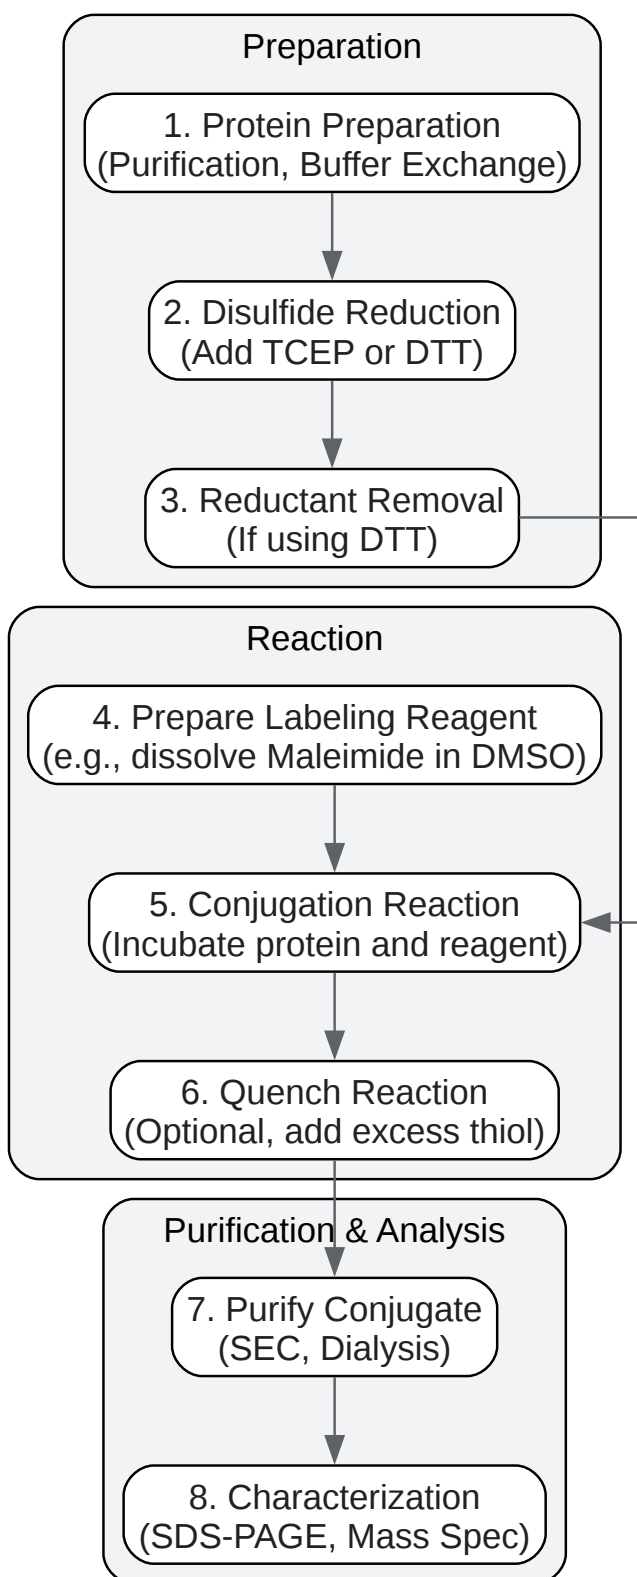 Preparation
1. Protein Preparation
(Purification, Buffer Exchange)
2. Disulfide Reduction
(Add TCEP or DTT)
3. Reductant Removal
(If using DTT)
Reaction
4. Prepare Labeling Reagent
(e.g., dissolve Maleimide in DMSO)
5. Conjugation Reaction
(Incubate protein and reagent)
6. Quench Reaction
(Optional, add excess thiol)
Purification & Analysis
7. Purify Conjugate
(SEC, Dialysis)
8. Characterization
(SDS-PAGE, Mass Spec)